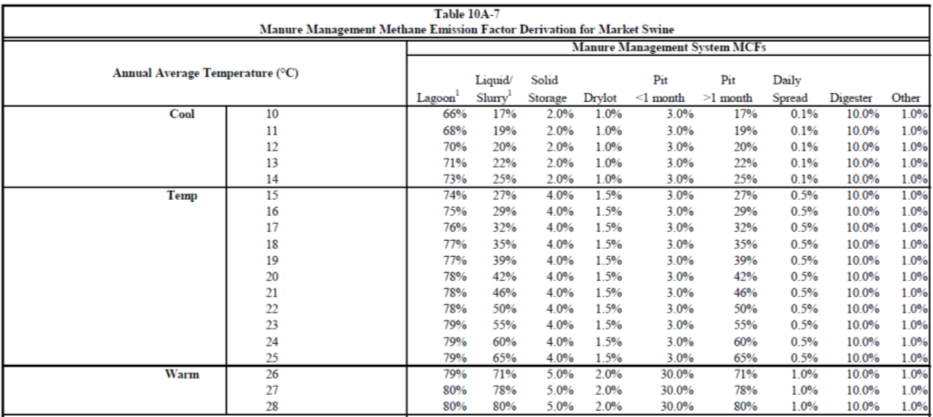 Table 10A-7
Manure Management Methane Emission Factor Derivation for Market Swine
Manure Management System MCFs
Annual Average Temperature (°C)
Liquid/ Solid Pit Pit Daily
Lagoon¹ Slurry¹ Storage Drylot <1 month >1 month Spread Digester Other
Cool 10 66% 17% 2.0% 1.0% 3.0% 17% 0.1% 10.0% 1.0%
11 68% 19% 2.0% 1.0% 3.0% 19% 0.1% 10.0% 1.0%
12 70% 20% 2.0% 1.0% 3.0% 20% 0.1% 10.0% 1.0%
13 71% 22% 2.0% 1.0% 3.0% 22% 0.1% 10.0% 1.0%
14 73% 25% 2.0% 1.0% 3.0% 25% 0.1% 10.0% 1.0%
Temp 15 74% 27% 4.0% 1.5% 3.0% 27% 0.5% 10.0% 1.0%
16 75% 29% 4.0% 1.5% 3.0% 29% 0.5% 10.0% 1.0%
17 76% 32% 4.0% 1.5% 3.0% 32% 0.5% 10.0% 1.0%
18 77% 35% 4.0% 1.5% 3.0% 35% 0.5% 10.0% 1.0%
19 77% 39% 4.0% 1.5% 3.0% 39% 0.5% 10.0% 1.0%
20 78% 42% 4.0% 1.5% 3.0% 42% 0.5% 10.0% 1.0%
21 78% 46% 4.0% 1.5% 3.0% 46% 0.5% 10.0% 1.0%
22 78% 50% 4.0% 1.5% 3.0% 50% 0.5% 10.0% 1.0%
23 79% 55% 4.0% 1.5% 3.0% 55% 0.5% 10.0% 1.0%
24 79% 60% 4.0% 1.5% 3.0% 60% 0.5% 10.0% 1.0%
25 79% 65% 4.0% 1.5% 3.0% 65% 0.5% 10.0% 1.0%
Warm 26 79% 71% 5.0% 2.0% 30.0% 71% 1.0% 10.0% 1.0%
27 80% 78% 5.0% 2.0% 30.0% 78% 1.0% 10.0% 1.0%
28 80% 80% 5.0% 2.0% 30.0% 80% 1.0% 10.0% 1.0%